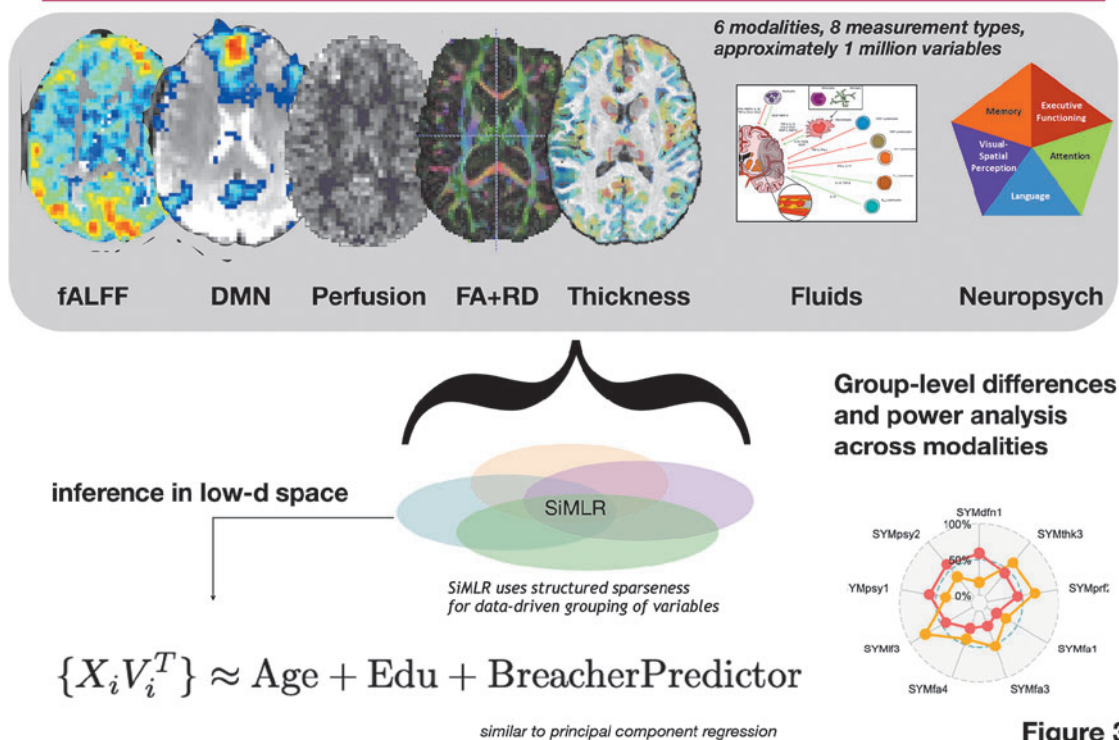 6 modalities, 8 measurement types,
approximately 1 million variables
Memory
Executive
Functioning
Visual-
Spatial
Perception
Attention
Language
fALFF
DMN
Perfusion
FA+RD
Thickness
Fluids
Neuropsych
Group-level differences
and power analysis
across modalities
inference in low-d space
SiMLR
SiMLR uses structured sparseness
for data-driven grouping of variables
SYMdfn1
100%
SYMpsy2
SYMthk3
50%
YMpsy1
SYMprf2
0%
SYMlf3
SYMfa1
SYMfa4
SYMfa3
{X_i V_i^T} ≈ Age + Edu + BreacherPredictor
similar to principal component regression
Figure 3